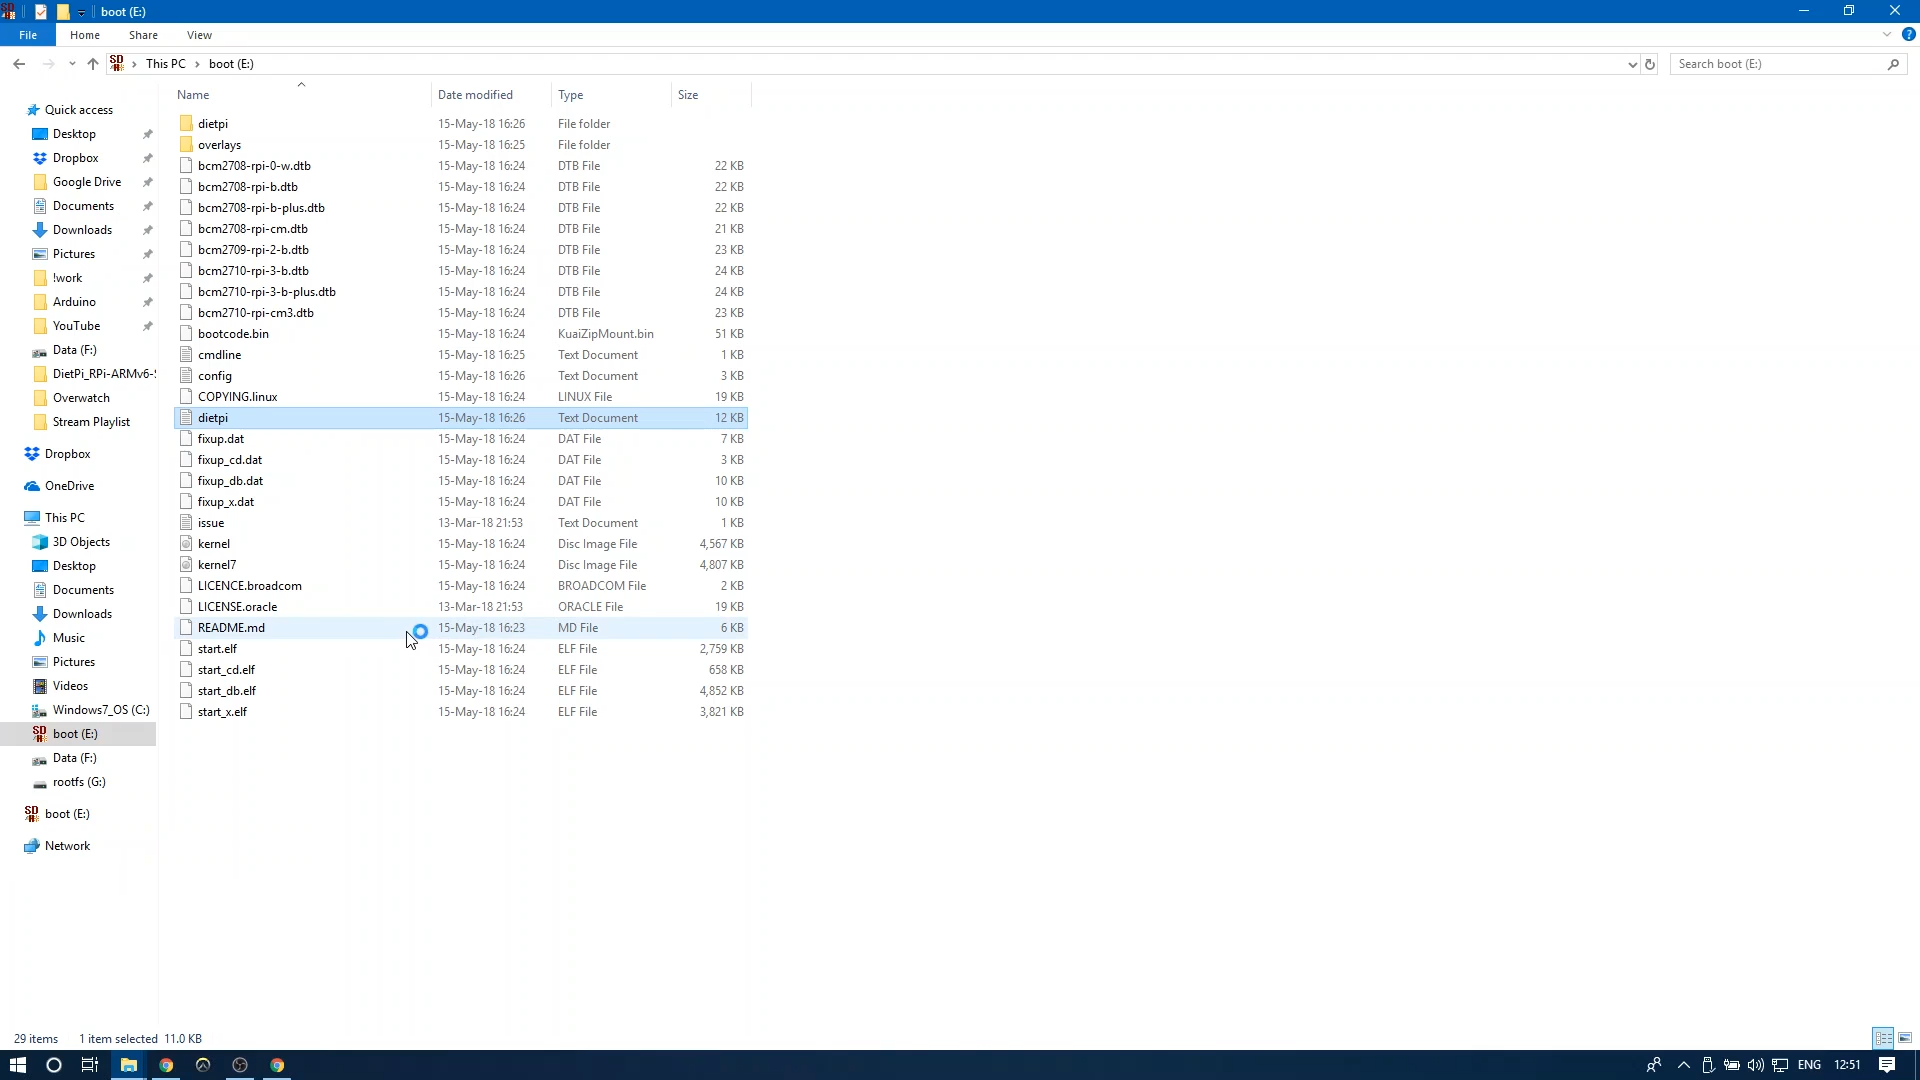 boot (E:)
File Home Share View
This PC boot (E:)
Search boot (E:)
Name Date modified Type Size
Quick access
Desktop
Dropbox
Google Drive
Documents
Downloads
Pictures
!work
Arduino
YouTube
Data (F:)
DietPi_RPi-ARMv6-S
Overwatch
Stream Playlist
Dropbox
OneDrive
This PC
3D Objects
Desktop
Documents
Downloads
Music
Pictures
Videos
Windows7_OS (C:)
boot (E:)
Data (F:)
rootfs (G:)
boot (E:)
Network
dietpi 15-May-18 16:26 File folder
overlays 15-May-18 16:25 File folder
bcm2708-rpi-0-w.dtb 15-May-18 16:24 DTB File 22 KB
bcm2708-rpi-b.dtb 15-May-18 16:24 DTB File 22 KB
bcm2708-rpi-b-plus.dtb 15-May-18 16:24 DTB File 22 KB
bcm2708-rpi-cm.dtb 15-May-18 16:24 DTB File 21 KB
bcm2709-rpi-2-b.dtb 15-May-18 16:24 DTB File 23 KB
bcm2710-rpi-3-b.dtb 15-May-18 16:24 DTB File 24 KB
bcm2710-rpi-3-b-plus.dtb 15-May-18 16:24 DTB File 24 KB
bcm2710-rpi-cm3.dtb 15-May-18 16:24 DTB File 23 KB
bootcode.bin 15-May-18 16:24 KuaiZipMount.bin 51 KB
cmdline 15-May-18 16:25 Text Document 1 KB
config 15-May-18 16:26 Text Document 3 KB
COPYING.linux 15-May-18 16:24 LINUX File 19 KB
dietpi 15-May-18 16:26 Text Document 12 KB
fixup.dat 15-May-18 16:24 DAT File 7 KB
fixup_cd.dat 15-May-18 16:24 DAT File 3 KB
fixup_db.dat 15-May-18 16:24 DAT File 10 KB
fixup_x.dat 15-May-18 16:24 DAT File 10 KB
issue 13-Mar-18 21:53 Text Document 1 KB
kernel 15-May-18 16:24 Disc Image File 4,567 KB
kernel7 15-May-18 16:24 Disc Image File 4,807 KB
LICENCE.broadcom 15-May-18 16:24 BROADCOM File 2 KB
LICENSE.oracle 13-Mar-18 21:53 ORACLE File 19 KB
README.md 15-May-18 16:23 MD File 6 KB
start.elf 15-May-18 16:24 ELF File 2,759 KB
start_cd.elf 15-May-18 16:24 ELF File 658 KB
start_db.elf 15-May-18 16:24 ELF File 4,852 KB
start_x.elf 15-May-18 16:24 ELF File 3,821 KB
29 items 1 item selected 11.0 KB
ENG 12:51